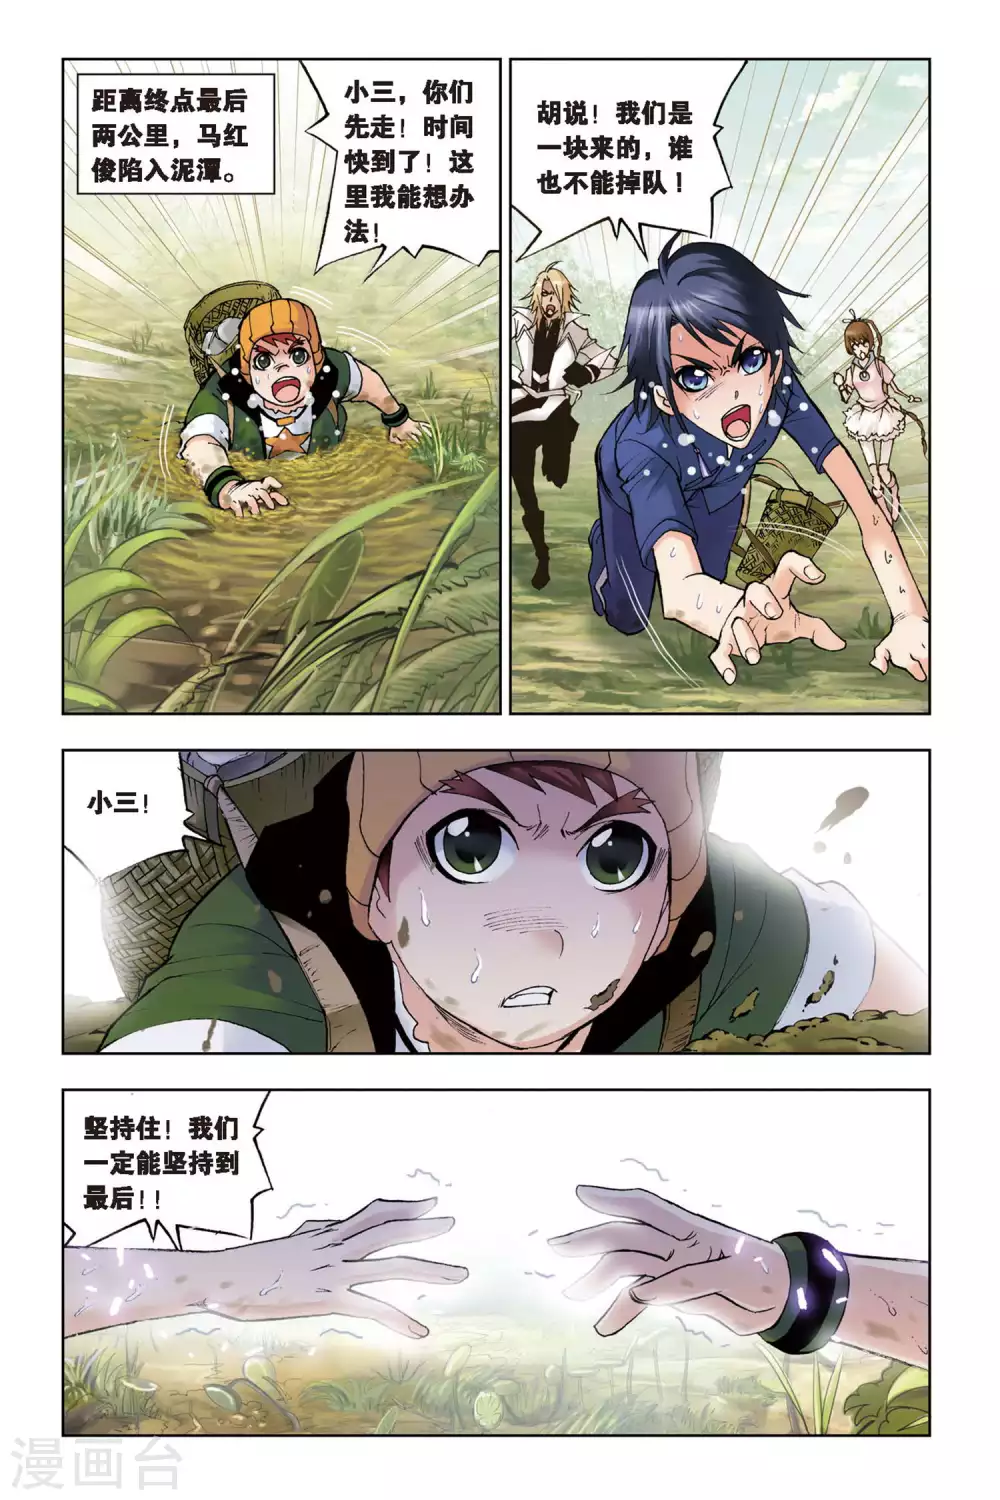 距离终点最后
两公里，马红
俊陷入泥潭。
小三，你们
先走！时间
快到了！这
里我能想办
法！
胡说！我们是
一块来的，谁
也不能掉队！
小三！
坚持住！我们
一定能坚持到
最后！！
漫画台